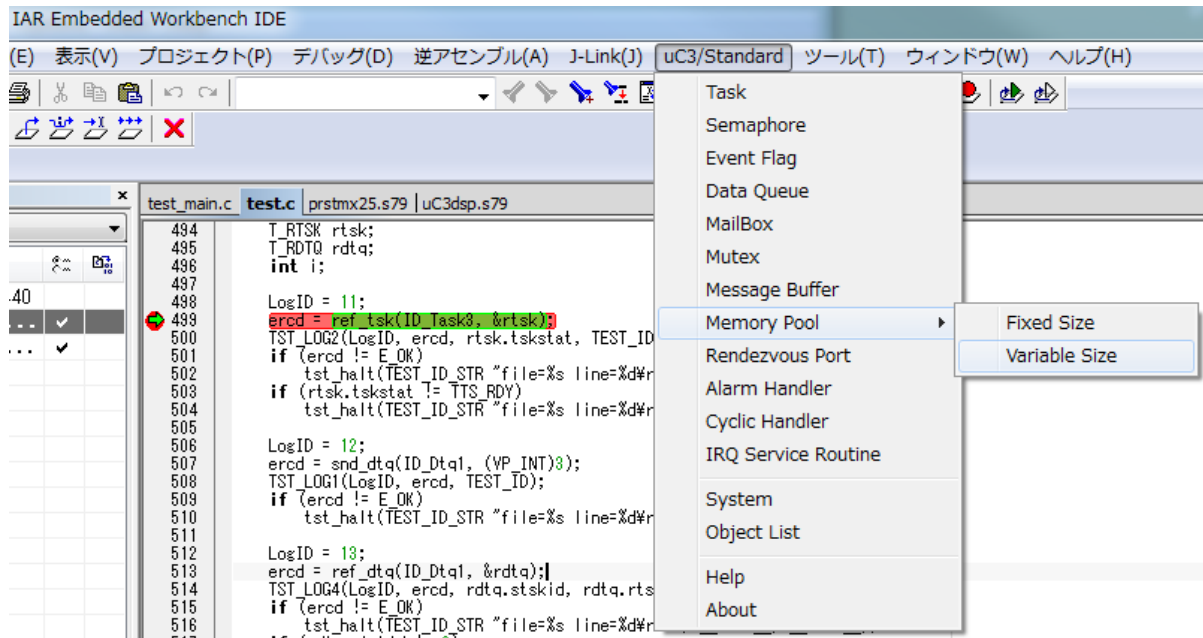 IAR Embedded Workbench IDE
(E) 表示(V) プロジェクト(P) デバッグ(D) 逆アセンブル(A) J-Link(J) uC3/Standard ツール(T) ウィンドウ(W) ヘルプ(H)
Task
Semaphore
Event Flag
Data Queue
MailBox
Mutex
Message Buffer
Memory Pool
Rendezvous Port
Alarm Handler
Cyclic Handler
IRQ Service Routine
System
Object List
Help
About
Fixed Size
Variable Size
test_main.c test.c prstmx25.s79 uC3dsp.s79
40
494 T_RTSK rtsk;
495 T_RDTQ rdtq;
496 int i;
497
498 LogID = 11;
499 ercd = ref_tsk(ID_Task3, &rtsk);
500 TST_LOG2(LogID, ercd, rtsk.tskstat, TEST_ID
501 if (ercd != E_OK)
502 tst_halt(TEST_ID_STR "file=%s line=%d¥r
503 if (rtsk.tskstat != TTS_RDY)
504 tst_halt(TEST_ID_STR "file=%s line=%d¥r
505
506 LogID = 12;
507 ercd = snd_dtq(ID_Dtq1, (VP_INT)3);
508 TST_LOG1(LogID, ercd, TEST_ID);
509 if (ercd != E_OK)
510 tst_halt(TEST_ID_STR "file=%s line=%d¥r
511
512 LogID = 13;
513 ercd = ref_dtq(ID_Dtq1, &rdtq);
514 TST_LOG4(LogID, ercd, rdtq.stskid, rdtq.rts
515 if (ercd != E_OK)
516 tst_halt(TEST_ID_STR "file=%s line=%d¥r